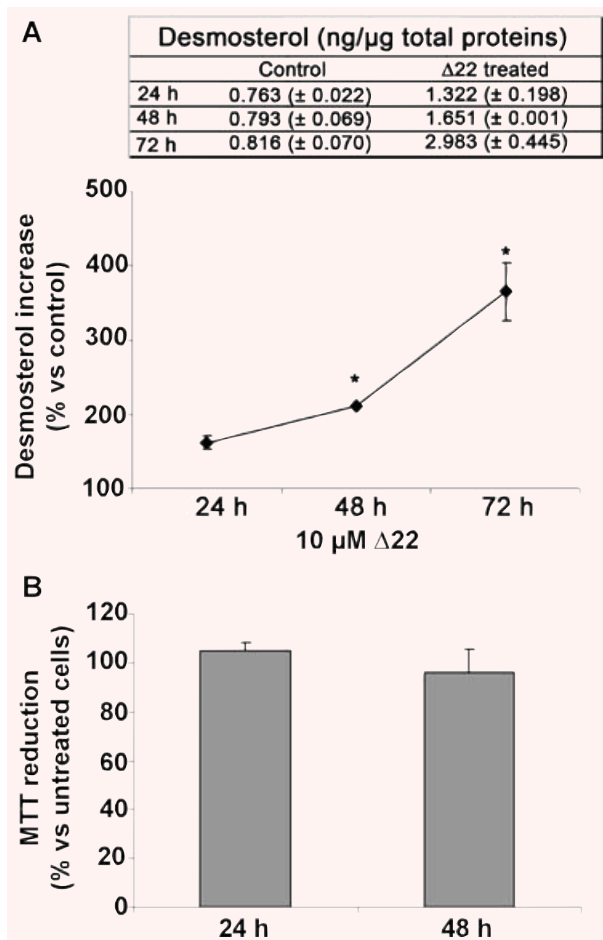 A
Desmosterol (ng/µg total proteins)
Control Δ22 treated
24 h 0.763 (± 0.022) 1.322 (± 0.198)
48 h 0.793 (± 0.069) 1.651 (± 0.001)
72 h 0.816 (± 0.070) 2.983 (± 0.445)
Desmosterol increase
(% vs control)
500
400
300
200
100
*
*
24 h 48 h 72 h
10 µM Δ22
B
MTT reduction
(% vs untreated cells)
120
100
80
60
40
20
0
24 h 48 h